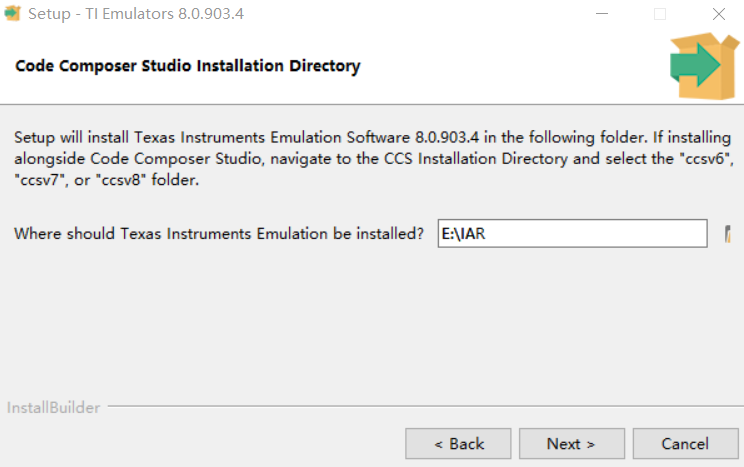 Setup - TI Emulators 8.0.903.4
Code Composer Studio Installation Directory
Setup will install Texas Instruments Emulation Software 8.0.903.4 in the following folder. If installing
alongside Code Composer Studio, navigate to the CCS Installation Directory and select the "ccsv6",
"ccsv7", or "ccsv8" folder.
Where should Texas Instruments Emulation be installed? E:\IAR
InstallBuilder
< Back Next > Cancel